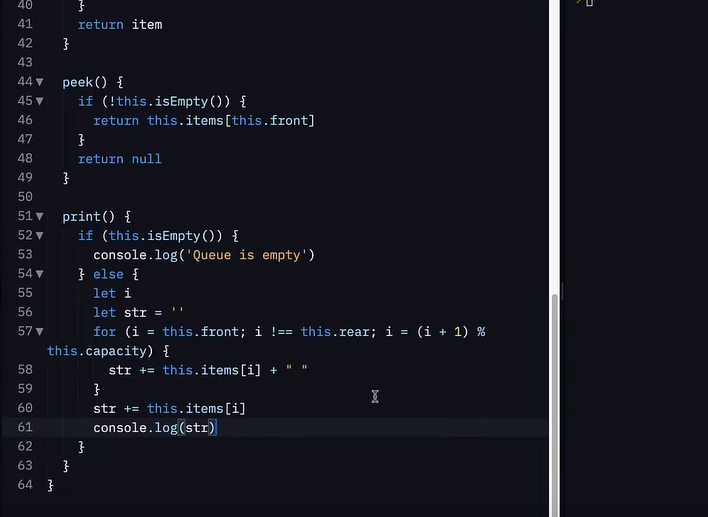 40 }
41 return item
42 }
43
44 peek() {
45 if (!this.isEmpty()) {
46 return this.items[this.front]
47 }
48 return null
49 }
50
51 print() {
52 if (this.isEmpty()) {
53 console.log('Queue is empty')
54 } else {
55 let i
56 let str = ''
57 for (i = this.front; i !== this.rear; i = (i + 1) %
this.capacity) {
58 str += this.items[i] + " "
59 }
60 str += this.items[i]
61 console.log(str)
62 }
63 }
64 }